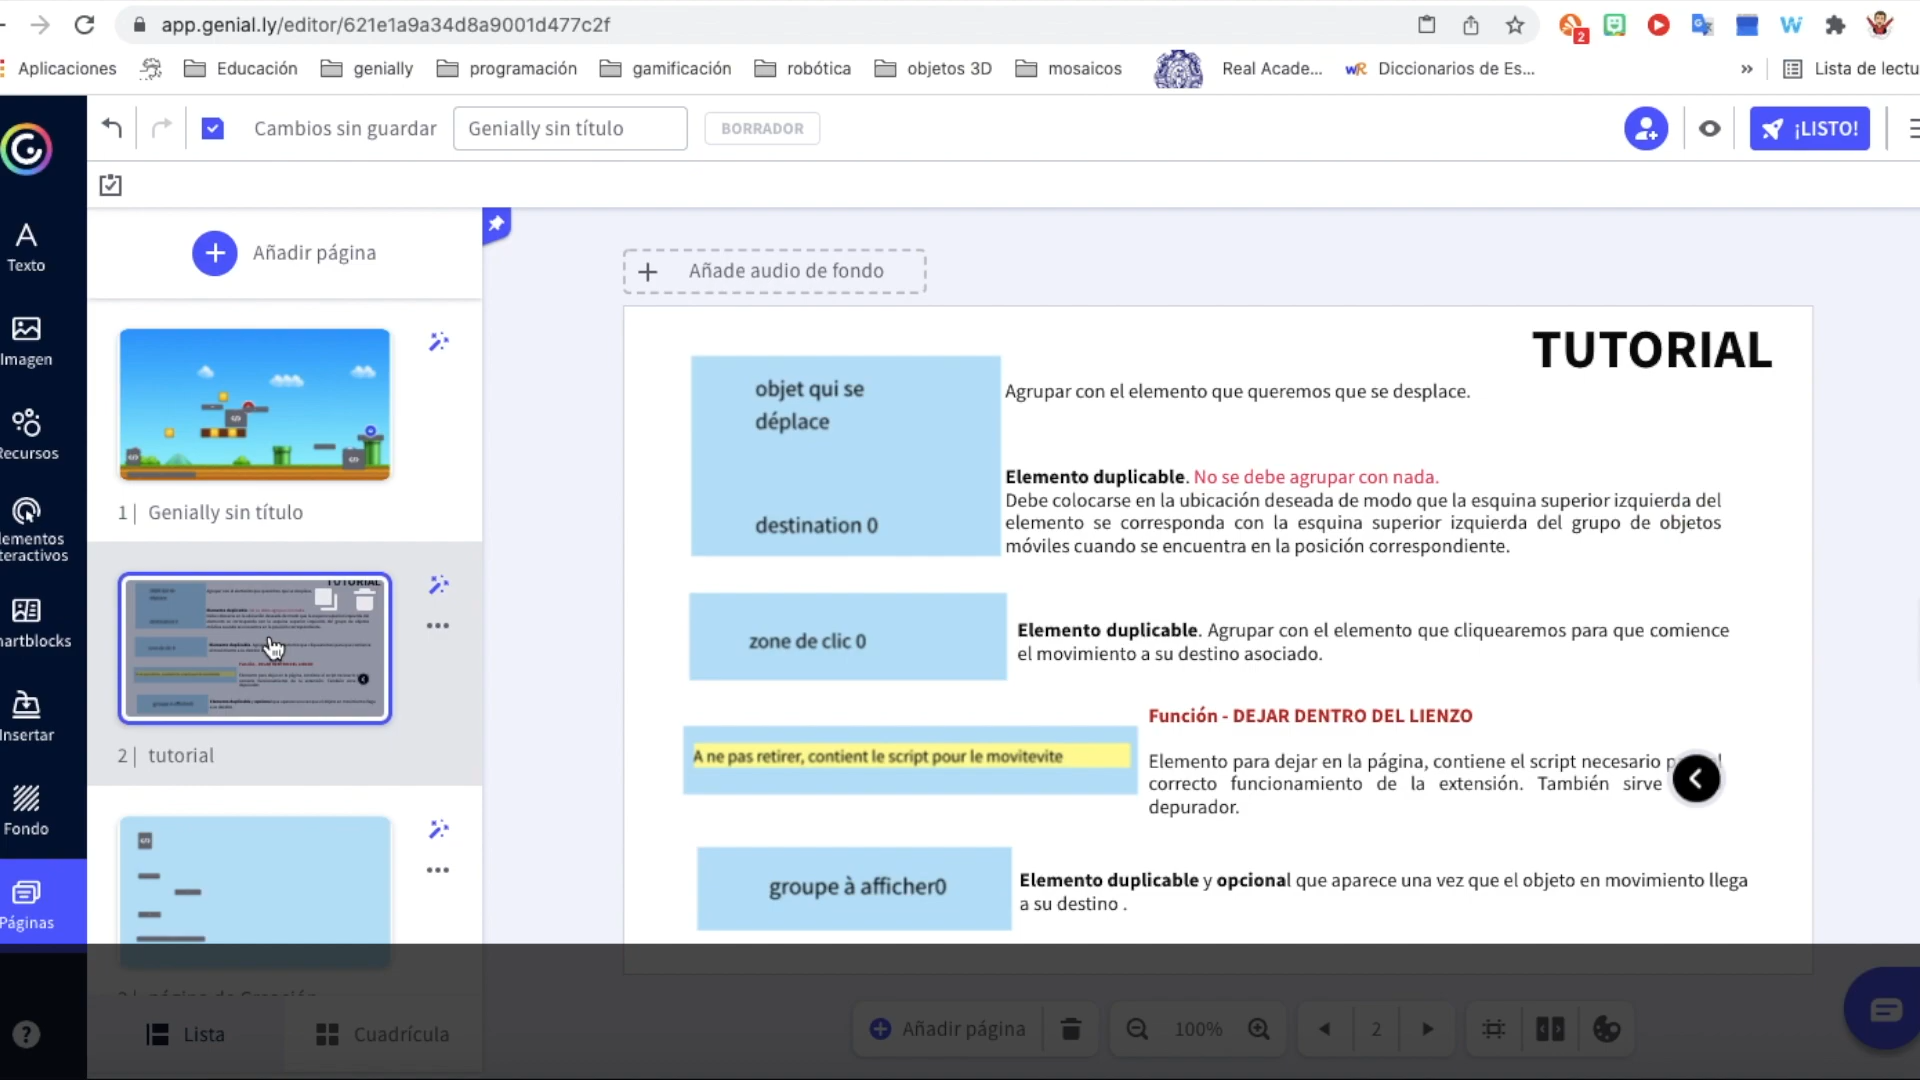 app.genial.ly/editor/621e1a9a34d8a9001d477c2f
2
Aplicaciones
Educación
genially
programación
gamificación
robótica
objetos 3D
mosaicos
Real Acade...
wR Diccionarios de Es...
»
Lista de lectu
Cambios sin guardar
Genially sin título
BORRADOR
¡LISTO!
Texto
Imagen
Recursos
lementos
teractivos
martblocks
Insertar
Fondo
Páginas
Añadir página
1 | Genially sin título
2 | tutorial
Lista
Cuadrícula
Añade audio de fondo
TUTORIAL
objet qui se
déplace
Agrupar con el elemento que queremos que se desplace.
destination 0
Elemento duplicable. No se debe agrupar con nada.
Debe colocarse en la ubicación deseada de modo que la esquina superior izquierda del
elemento se corresponda con la esquina superior izquierda del grupo de objetos
móviles cuando se encuentra en la posición correspondiente.
zone de clic 0
Elemento duplicable. Agrupar con el elemento que cliquearemos para que comience
el movimiento a su destino asociado.
Función - DEJAR DENTRO DEL LIENZO
A ne pas retirer, contient le script pour le movitevite
Elemento para dejar en la página, contiene el script necesario
correcto funcionamiento de la extensión. También sirve
depurador.
groupe à afficher0
Elemento duplicable y opcional que aparece una vez que el objeto en movimiento llega
a su destino .
Añadir página
100%
2